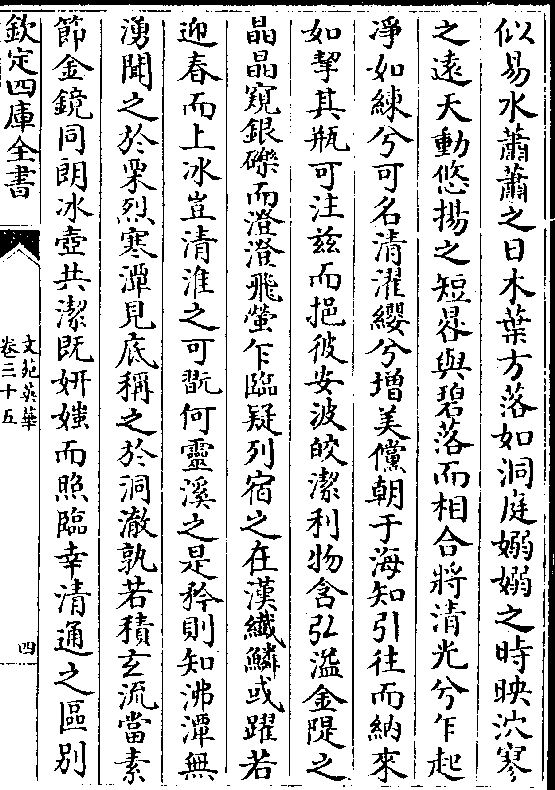 似易水蕭蕭之日木葉方落如洞庭嫋嫋之時映泬寥
之遠天動悠揚之短晷與碧落而相合將清光兮乍起
凈如練兮可名清濯纓兮增美儻朝于海知引往而納來
如挈其瓶可注茲而挹彼安波皎潔利物含弘溢金隄之
晶晶窺銀礫而澄澄飛螢乍臨疑列宿之在漢纖鱗或躍若
迎春而上冰豈清淮之可翫何靈溪之是矜則知沸潭無
湧聞之於栗烈寒潭見底稱之於洞澈孰若積玄流當素
節金鏡同朗冰壺共潔既妍媸而照臨幸清通之區別
欽定四庫全書
文苑英華
卷三十五
四